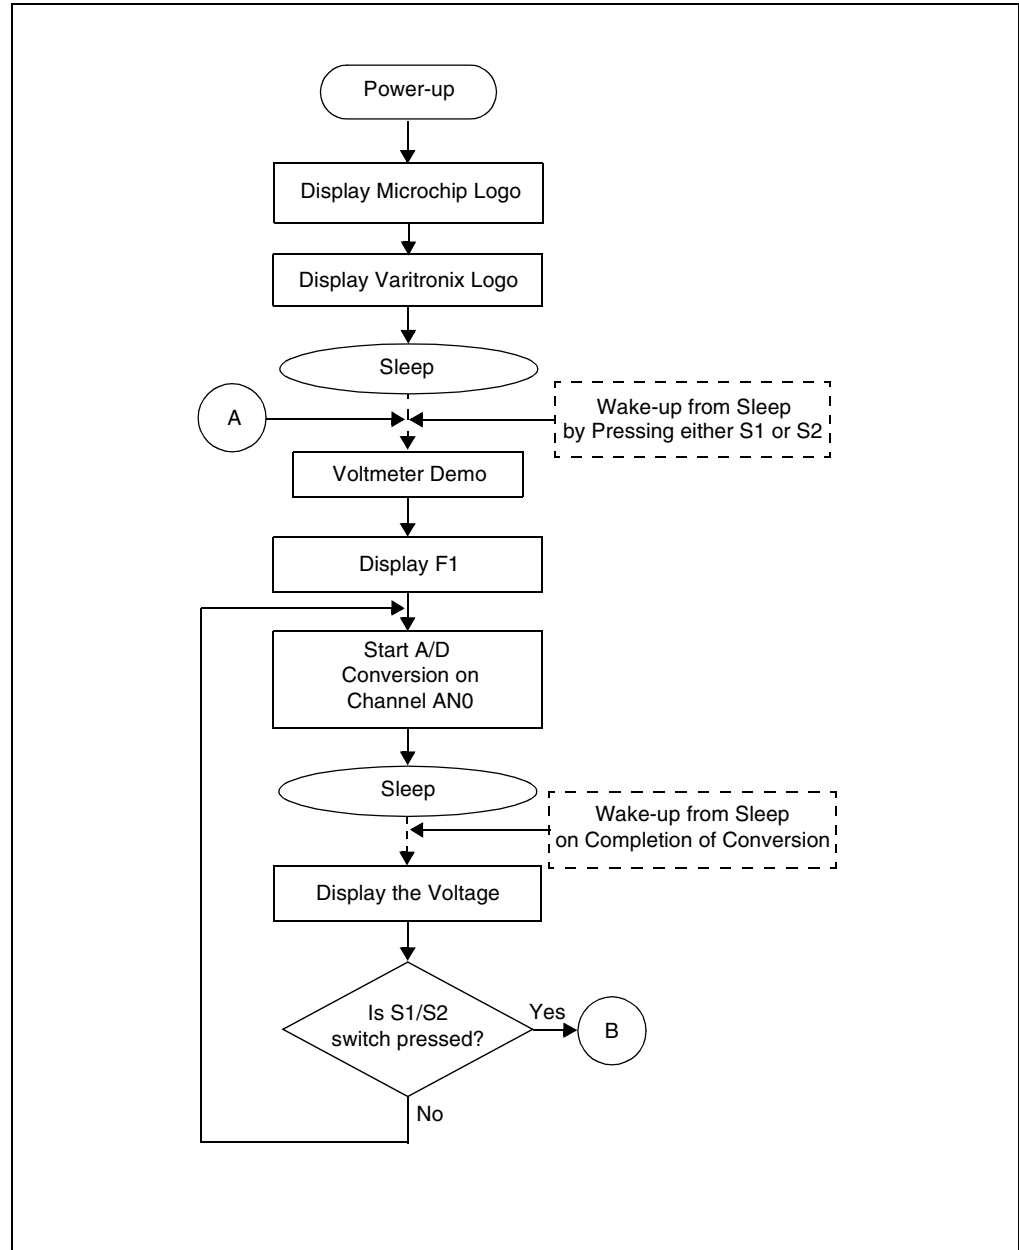 Power-up
Display Microchip Logo
Display Varitronix Logo
Sleep
A
Wake-up from Sleep
by Pressing either S1 or S2
Voltmeter Demo
Display F1
Start A/D
Conversion on
Channel AN0
Sleep
Wake-up from Sleep
on Completion of Conversion
Display the Voltage
Is S1/S2
switch pressed?
Yes
B
No